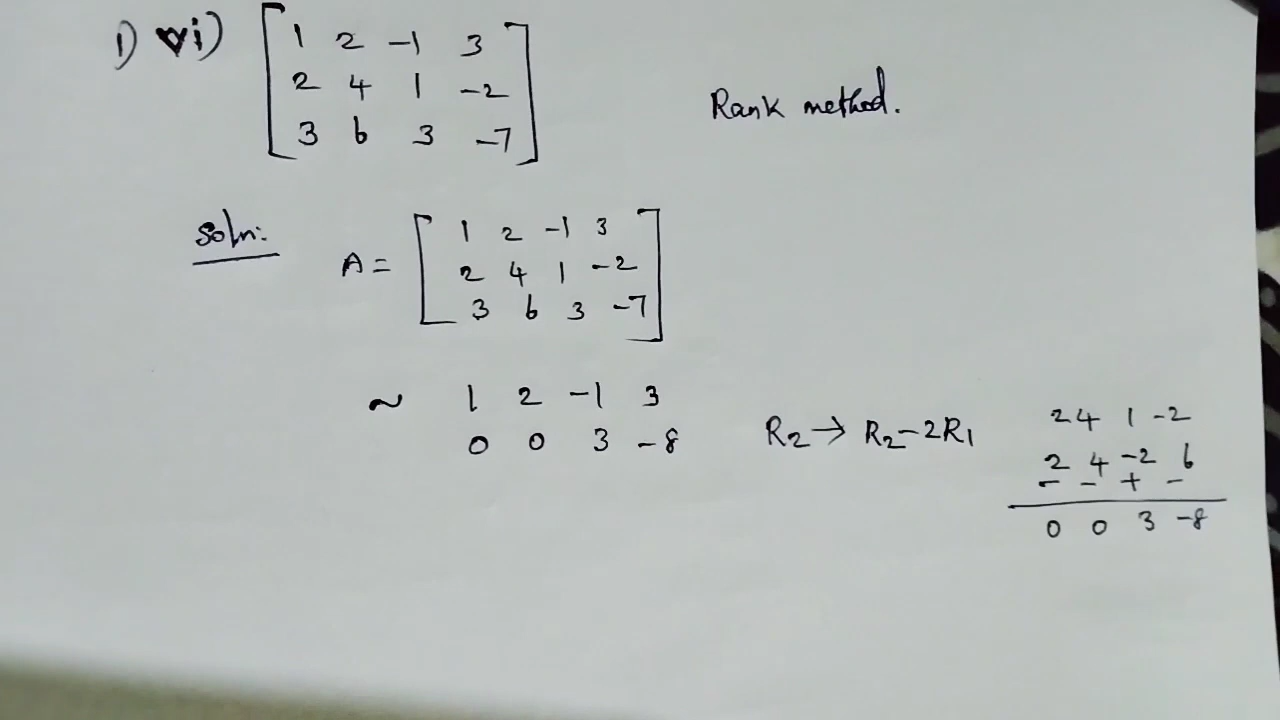 1) vi) [ 1 2 -1 3
2 4 1 -2
3 6 3 -7 ]
Rank method.
Soln:
A = [ 1 2 -1 3
2 4 1 -2
3 6 3 -7 ]
~ 1 2 -1 3
0 0 3 -8 R2 → R2-2R1
2 4 1 -2
2 4 -2 6
- - + -
0 0 3 -8